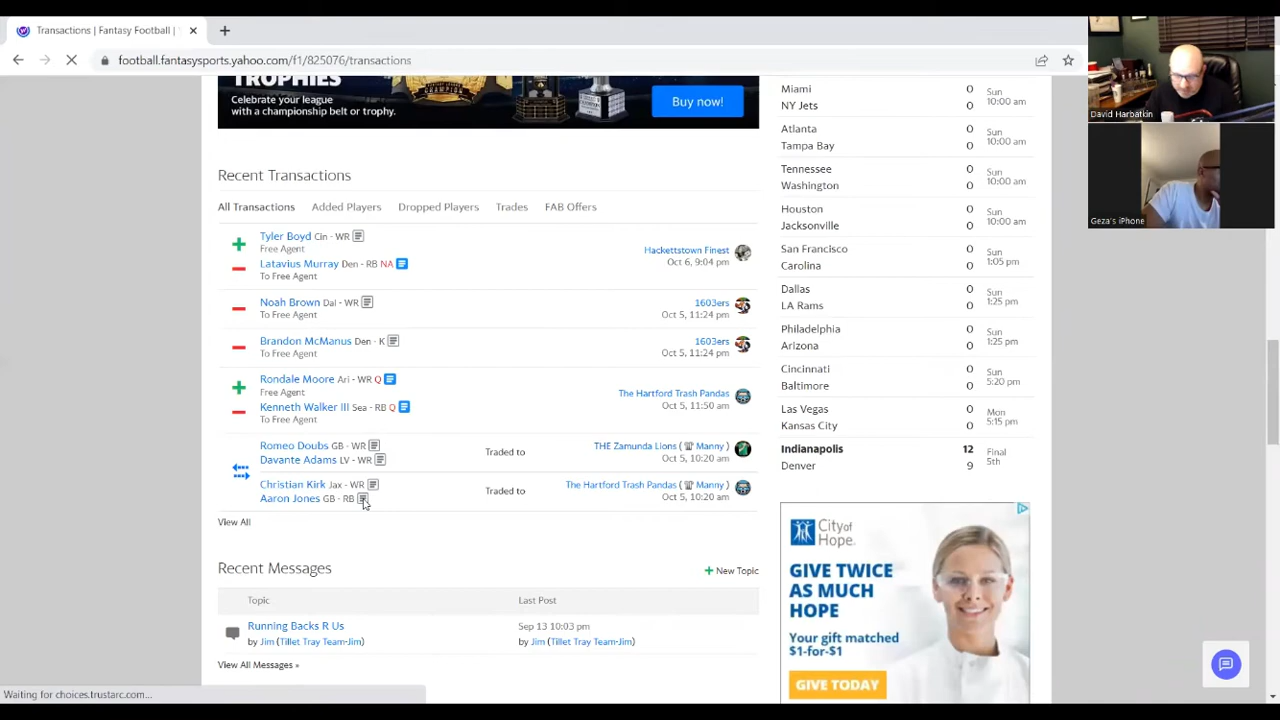 Transactions | Fantasy Football |
football.fantasysports.yahoo.com/f1/825076/transactions
TROPHIES
Celebrate your league
with a championship belt or trophy.
Buy now!
Recent Transactions
All Transactions Added Players Dropped Players Trades FAB Offers
Tyler Boyd Cin - WR
Free Agent
Latavius Murray Den - RB NA
To Free Agent
Hackettstown Finest
Oct 6, 9:04 pm
Noah Brown Dal - WR
To Free Agent
1603ers
Oct 5, 11:24 pm
Brandon McManus Den - K
To Free Agent
1603ers
Oct 5, 11:24 pm
Rondale Moore Ari - WR Q
Free Agent
Kenneth Walker III Sea - RB Q
To Free Agent
The Hartford Trash Pandas
Oct 5, 11:50 am
Romeo Doubs GB - WR
Davante Adams LV - WR
Traded to
THE Zamunda Lions ( Manny )
Oct 5, 10:20 am
Christian Kirk Jax - WR
Aaron Jones GB - RB
Traded to
The Hartford Trash Pandas ( Manny )
Oct 5, 10:20 am
View All
Recent Messages
+ New Topic
Topic Last Post
Running Backs R Us
by Jim (Tillet Tray Team-Jim)
Sep 13 10:03 pm
by Jim (Tillet Tray Team-Jim)
View All Messages »
Miami 0
NY Jets 0
Sun
10:00 am
Atlanta 0
Tampa Bay 0
Sun
10:00 am
Tennessee 0
Washington 0
Sun
10:00 am
Houston 0
Jacksonville 0
Sun
10:00 am
San Francisco 0
Carolina 0
Sun
1:05 pm
Dallas 0
LA Rams 0
Sun
1:25 pm
Philadelphia 0
Arizona 0
Sun
1:25 pm
Cincinnati 0
Baltimore 0
Sun
5:20 pm
Las Vegas 0
Kansas City 0
Mon
5:15 pm
Indianapolis 12
Denver 9
Final
5th
City of
Hope.
GIVE TWICE
AS MUCH
HOPE
Your gift matched
$1-for-$1
GIVE TODAY
David Harbatkin
Geza's iPhone
Waiting for choices.trustarc.com...